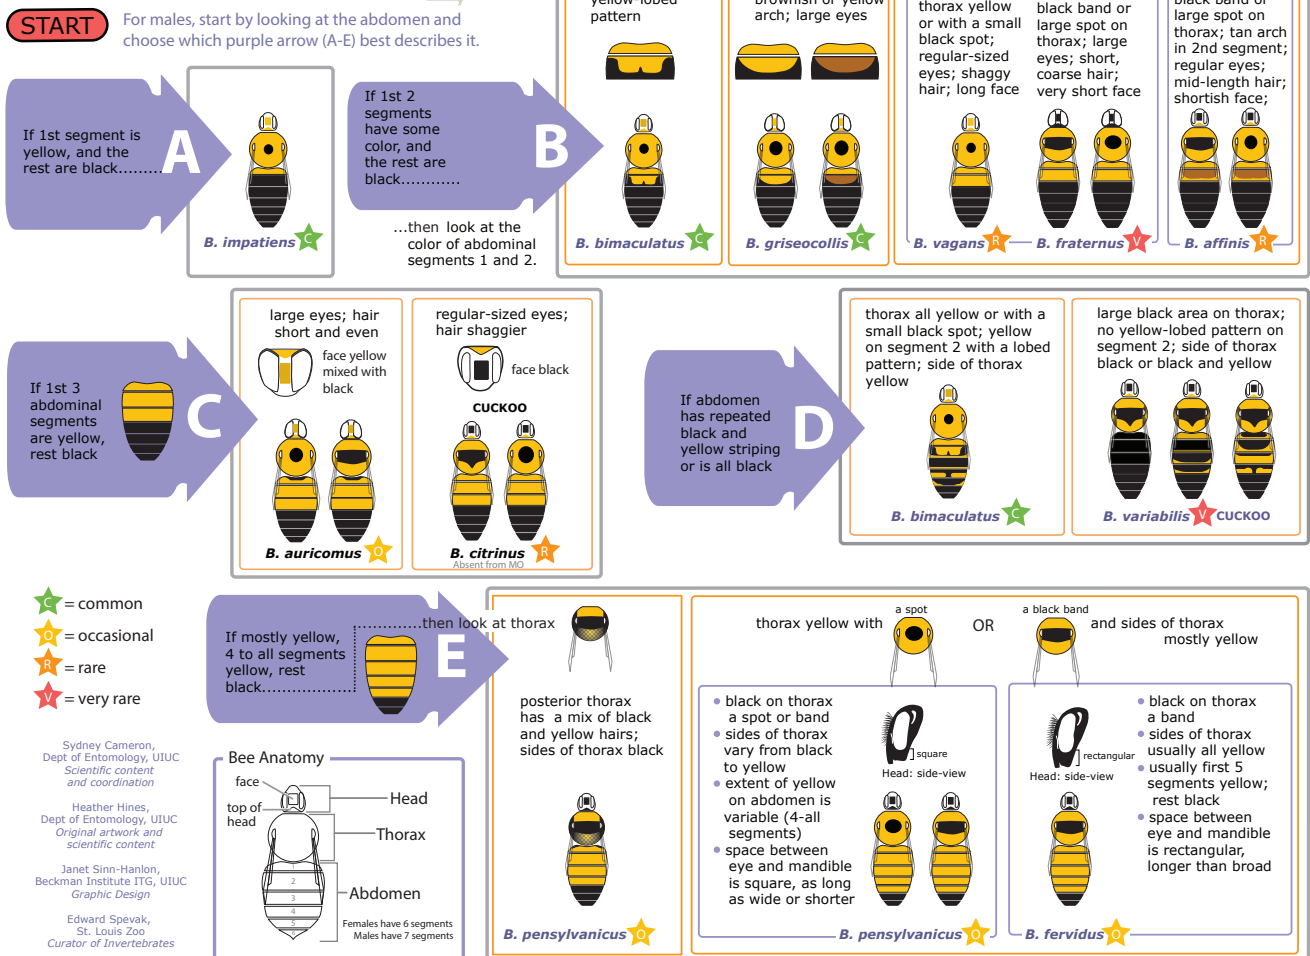 START
For males, start by looking at the abdomen and
choose which purple arrow (A-E) best describes it.
If 1st segment is
yellow, and the
rest are black.........
A
B. impatiens C
If 1st 2
segments
have some
color, and
the rest are
black............
B
...then look at the
color of abdominal
segments 1 and 2.
yellow-lobed
pattern
B. bimaculatus C
brownish or yellow
arch; large eyes
B. griseocollis C
thorax yellow
or with a small
black spot;
regular-sized
eyes; shaggy
hair; long face
B. vagans R
black band or
large spot on
thorax; large
eyes; short,
coarse hair;
very short face
B. fraternus V
black band or
large spot on
thorax; tan arch
in 2nd segment;
regular eyes;
mid-length hair;
shortish face;
B. affinis R
If 1st 3
abdominal
segments
are yellow,
rest black
C
large eyes; hair
short and even
face yellow
mixed with
black
B. auricomus O
regular-sized eyes;
hair shaggier
face black
CUCKOO
B. citrinus R
Absent from MO
If abdomen
has repeated
black and
yellow striping
or is all black
D
thorax all yellow or with a
small black spot; yellow
on segment 2 with a lobed
pattern; side of thorax
yellow
B. bimaculatus C
large black area on thorax;
no yellow-lobed pattern on
segment 2; side of thorax
black or black and yellow
B. variabilis V CUCKOO
C = common
O = occasional
R = rare
V = very rare
Sydney Cameron,
Dept of Entomology, UIUC
Scientific content
and coordination
Heather Hines,
Dept of Entomology, UIUC
Original artwork and
scientific content
Janet Sinn-Hanlon,
Beckman Institute ITG, UIUC
Graphic Design
Edward Spevak,
St. Louis Zoo
Curator of Invertebrates
If mostly yellow,
4 to all segments
yellow, rest
black...................
E
.............then look at thorax
Bee Anatomy
face
top of
head
Head
Thorax
Abdomen
2
3
4
5
Females have 6 segments
Males have 7 segments
posterior thorax
has a mix of black
and yellow hairs;
sides of thorax black
B. pensylvanicus O
thorax yellow with
a spot
OR
a black band
and sides of thorax
mostly yellow
• black on thorax
a spot or band
• sides of thorax
vary from black
to yellow
• extent of yellow
on abdomen is
variable (4-all
segments)
• space between
eye and mandible
is square, as long
as wide or shorter
square
Head: side-view
B. pensylvanicus O
rectangular
Head: side-view
• black on thorax
a band
• sides of thorax
usually all yellow
• usually first 5
segments yellow;
rest black
• space between
eye and mandible
is rectangular,
longer than broad
B. fervidus O